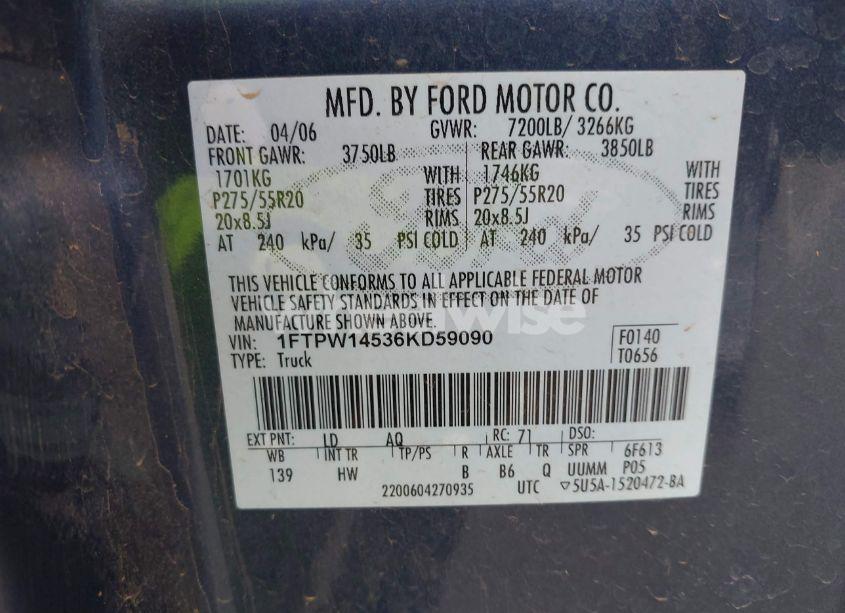 MFD. BY FORD MOTOR CO.
DATE: 04/06 GVWR: 7200LB/ 3266KG
FRONT GAWR: 3750LB REAR GAWR: 3850LB
1701KG WITH 1746KG WITH
P275/55R20 TIRES P275/55R20 TIRES
20x8.5J RIMS 20x8.5J RIMS
AT 240 kPa/ 35 PSI COLD AT 240 kPa/ 35 PSI COLD
Ford
THIS VEHICLE CONFORMS TO ALL APPLICABLE FEDERAL MOTOR
VEHICLE SAFETY STANDARDS IN EFFECT ON THE DATE OF
MANUFACTURE SHOWN ABOVE.
VIN: 1FTPW14536KD59090 F0140
TYPE: Truck T0656
EXT PNT: LD AQ RC: 71 DSO:
WB INT TR TP/PS R AXLE TR SPR 6F613
139 HW B B6 Q UUMM P05
2200604270935 UTC ▽5U5A-1520472-BA